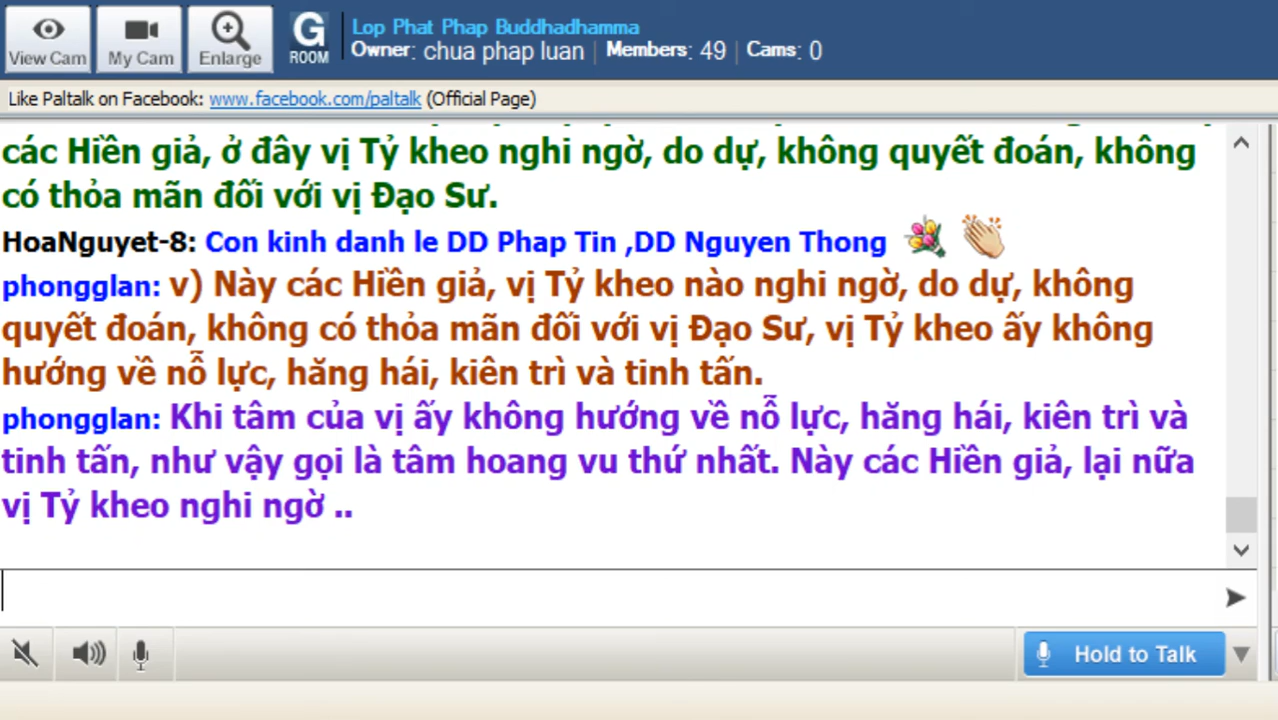 View Cam
My Cam
Enlarge
G
ROOM
Lop Phat Phap Buddhadhamma
Owner: chua phap luan | Members: 49 | Cams: 0
Like Paltalk on Facebook: www.facebook.com/paltalk (Official Page)
các Hiền giả, ở đây vị Tỷ kheo nghi ngờ, do dự, không quyết đoán, không
có thỏa mãn đối với vị Đạo Sư.
HoaNguyet-8: Con kinh danh le DD Phap Tin ,DD Nguyen Thong
phongglan: v) Này các Hiền giả, vị Tỷ kheo nào nghi ngờ, do dự, không
quyết đoán, không có thỏa mãn đối với vị Đạo Sư, vị Tỷ kheo ấy không
hướng về nỗ lực, hăng hái, kiên trì và tinh tấn.
phongglan: Khi tâm của vị ấy không hướng về nỗ lực, hăng hái, kiên trì và
tinh tấn, như vậy gọi là tâm hoang vu thứ nhất. Này các Hiền giả, lại nữa
vị Tỷ kheo nghi ngờ ..
Hold to Talk